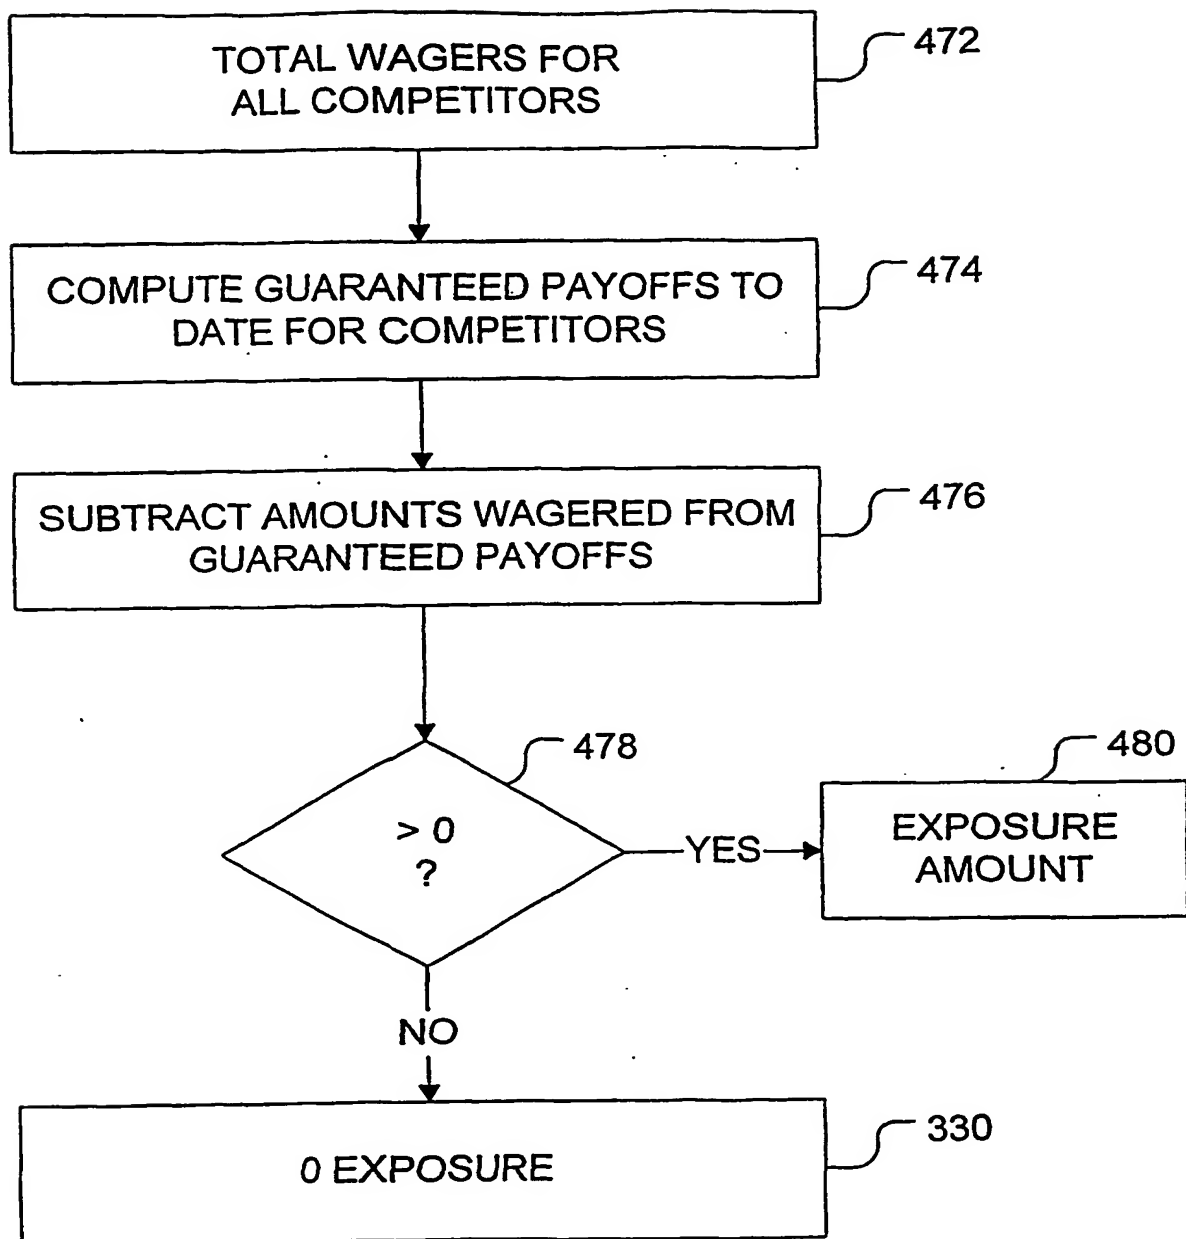 TOTAL WAGERS FOR
ALL COMPETITORS
472
COMPUTE GUARANTEED PAYOFFS TO
DATE FOR COMPETITORS
474
SUBTRACT AMOUNTS WAGERED FROM
GUARANTEED PAYOFFS
476
> 0
?
478
YES
EXPOSURE
AMOUNT
480
NO
0 EXPOSURE
330